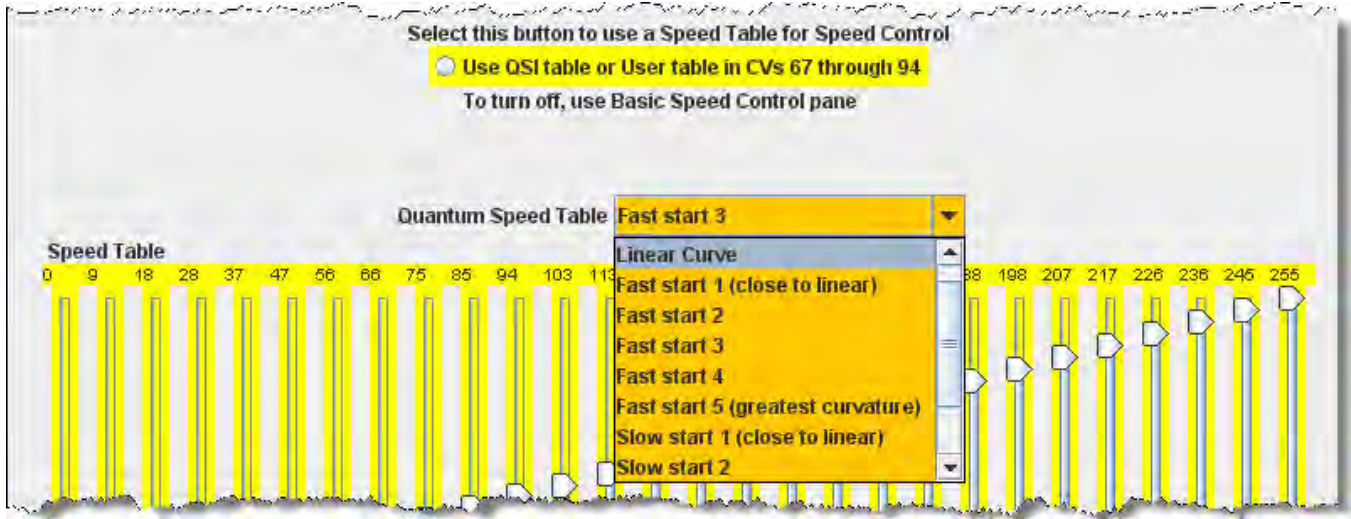 Select this button to use a Speed Table for Speed Control
Use QSI table or User table in CVs 67 through 94
To turn off, use Basic Speed Control pane
Quantum Speed Table Fast start 3
Speed Table
0 9 18 28 37 47 56 66 75 85 94 103 113 198 207 217 226 236 245 255
Linear Curve
Fast start 1 (close to linear)
Fast start 2
Fast start 3
Fast start 4
Fast start 5 (greatest curvature)
Slow start 1 (close to linear)
Slow start 2